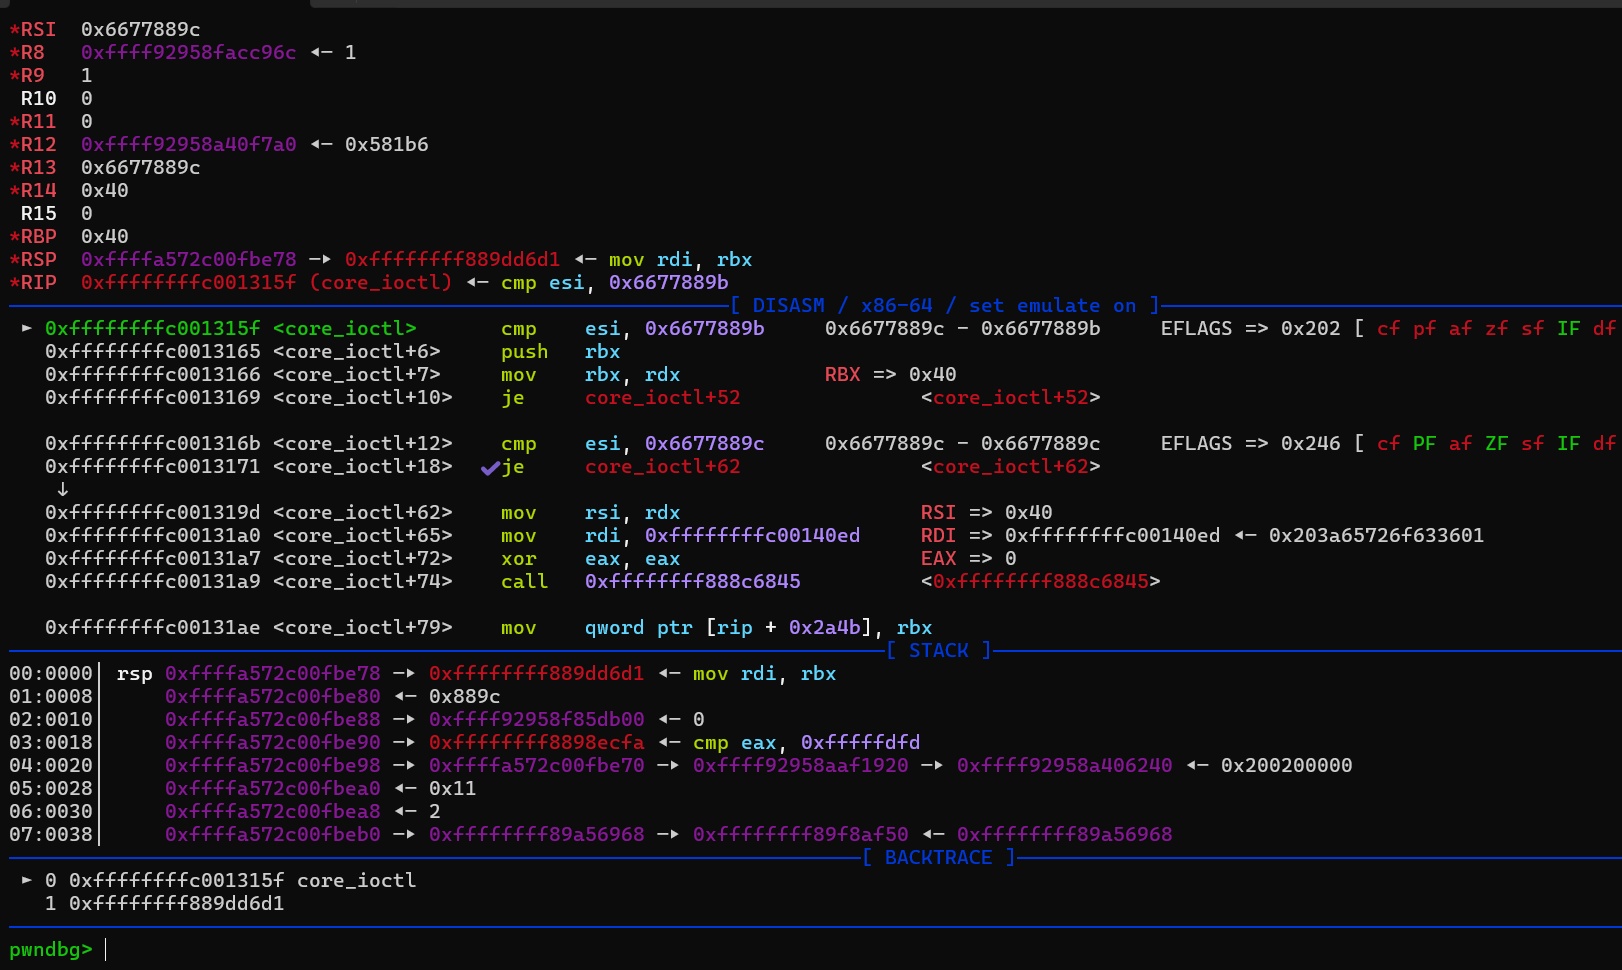 *RSI  0x6677889c
*R8   0xffff92958facc96c ◂— 1
*R9   1
 R10  0
*R11  0
*R12  0xffff92958a40f7a0 ◂— 0x581b6
*R13  0x6677889c
*R14  0x40
 R15  0
*RBP  0x40
*RSP  0xffffa572c00fbe78 —▸ 0xffffffff889dd6d1 ◂— mov rdi, rbx
*RIP  0xffffffffc001315f (core_ioctl) ◂— cmp esi, 0x6677889b
[ DISASM / x86-64 / set emulate on ]
 ► 0xffffffffc001315f <core_ioctl>       cmp    esi, 0x6677889b     0x6677889c - 0x6677889b     EFLAGS => 0x202 [ cf pf af zf sf IF df
   0xffffffffc0013165 <core_ioctl+6>     push   rbx
   0xffffffffc0013166 <core_ioctl+7>     mov    rbx, rdx            RBX => 0x40
   0xffffffffc0013169 <core_ioctl+10>    je     core_ioctl+52               <core_ioctl+52>
   0xffffffffc001316b <core_ioctl+12>    cmp    esi, 0x6677889c     0x6677889c - 0x6677889c     EFLAGS => 0x246 [ cf PF af ZF sf IF df
   0xffffffffc0013171 <core_ioctl+18>  ✔ je     core_ioctl+62               <core_ioctl+62>
    ↓
   0xffffffffc001319d <core_ioctl+62>    mov    rsi, rdx                    RSI => 0x40
   0xffffffffc00131a0 <core_ioctl+65>    mov    rdi, 0xffffffffc00140ed     RDI => 0xffffffffc00140ed ◂— 0x203a65726f633601
   0xffffffffc00131a7 <core_ioctl+72>    xor    eax, eax                    EAX => 0
   0xffffffffc00131a9 <core_ioctl+74>    call   0xffffffff888c6845          <0xffffffff888c6845>
   0xffffffffc00131ae <core_ioctl+79>    mov    qword ptr [rip + 0x2a4b], rbx
[ STACK ]
00:0000│ rsp 0xffffa572c00fbe78 —▸ 0xffffffff889dd6d1 ◂— mov rdi, rbx
01:0008│     0xffffa572c00fbe80 ◂— 0x889c
02:0010│     0xffffa572c00fbe88 —▸ 0xffff92958f85db00 ◂— 0
03:0018│     0xffffa572c00fbe90 —▸ 0xffffffff8898ecfa ◂— cmp eax, 0xfffffdfd
04:0020│     0xffffa572c00fbe98 —▸ 0xffffa572c00fbe70 —▸ 0xffff92958aaf1920 —▸ 0xffff92958a406240 ◂— 0x200200000
05:0028│     0xffffa572c00fbea0 ◂— 0x11
06:0030│     0xffffa572c00fbea8 ◂— 2
07:0038│     0xffffa572c00fbeb0 —▸ 0xffffffff89a56968 —▸ 0xffffffff89f8af50 ◂— 0xffffffff89a56968
[ BACKTRACE ]
 ► 0 0xffffffffc001315f core_ioctl
   1 0xffffffff889dd6d1
pwndbg>